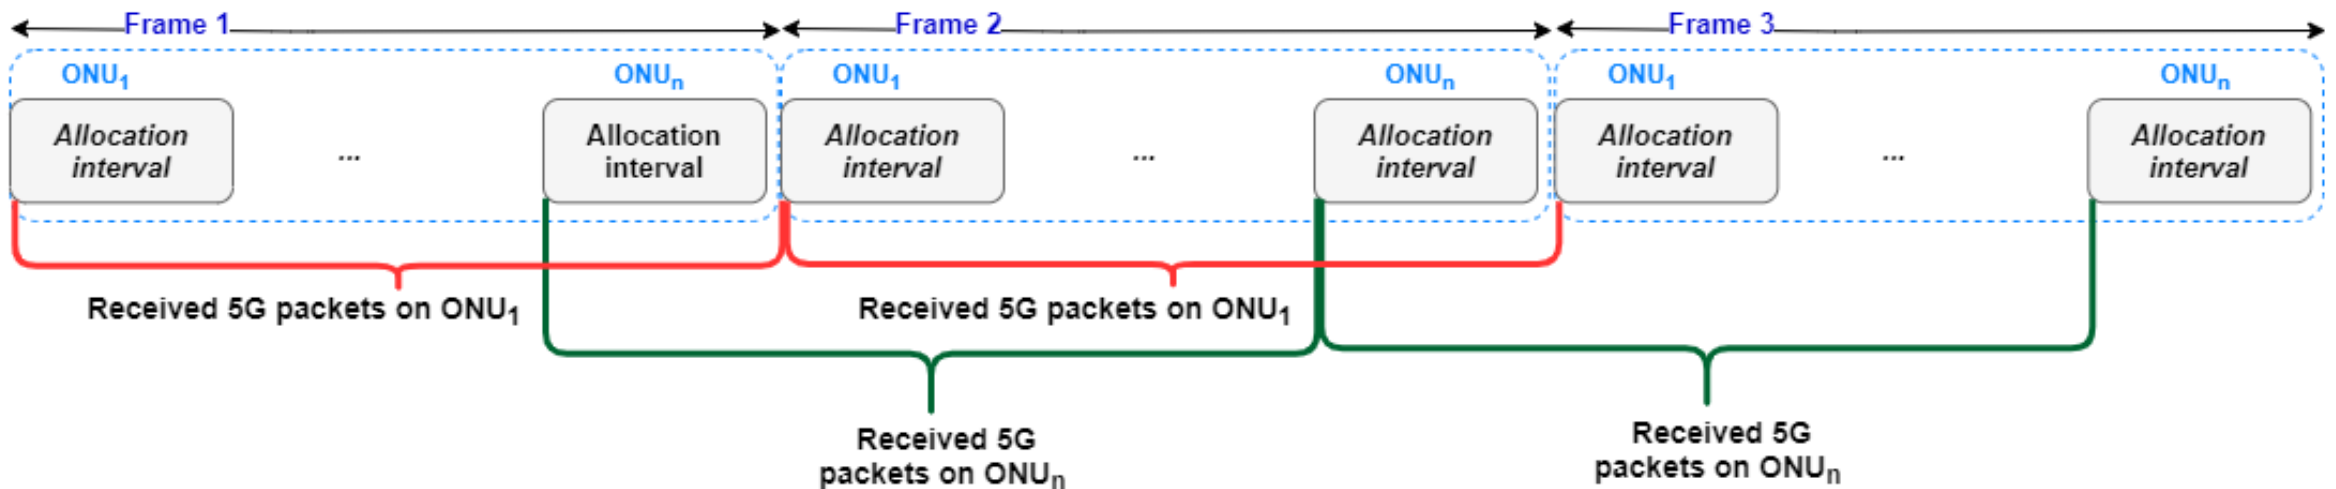 Frame 1
Frame 2
Frame 3
ONU1
ONUn
ONU1
ONUn
ONU1
ONUn
Allocation
interval
...
Allocation
interval
Allocation
interval
...
Allocation
interval
Allocation
interval
...
Allocation
interval
Received 5G packets on ONU1
Received 5G packets on ONU1
Received 5G
packets on ONUn
Received 5G
packets on ONUn